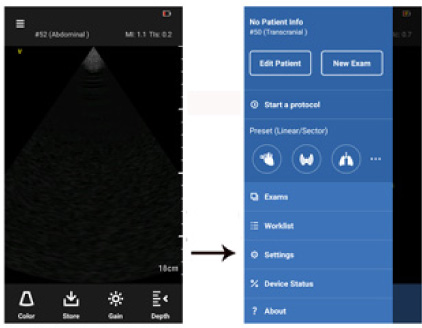 #52 (Abdominal)
MI: 1.1 TIs: 0.2
V
18cm
Color
Store
Gain
Depth
No Patient Info
#50 (Transcranial)
Edit Patient
New Exam
Start a protocol
Preset (Linear/Sector)
Exams
Worklist
Settings
Device Status
? About